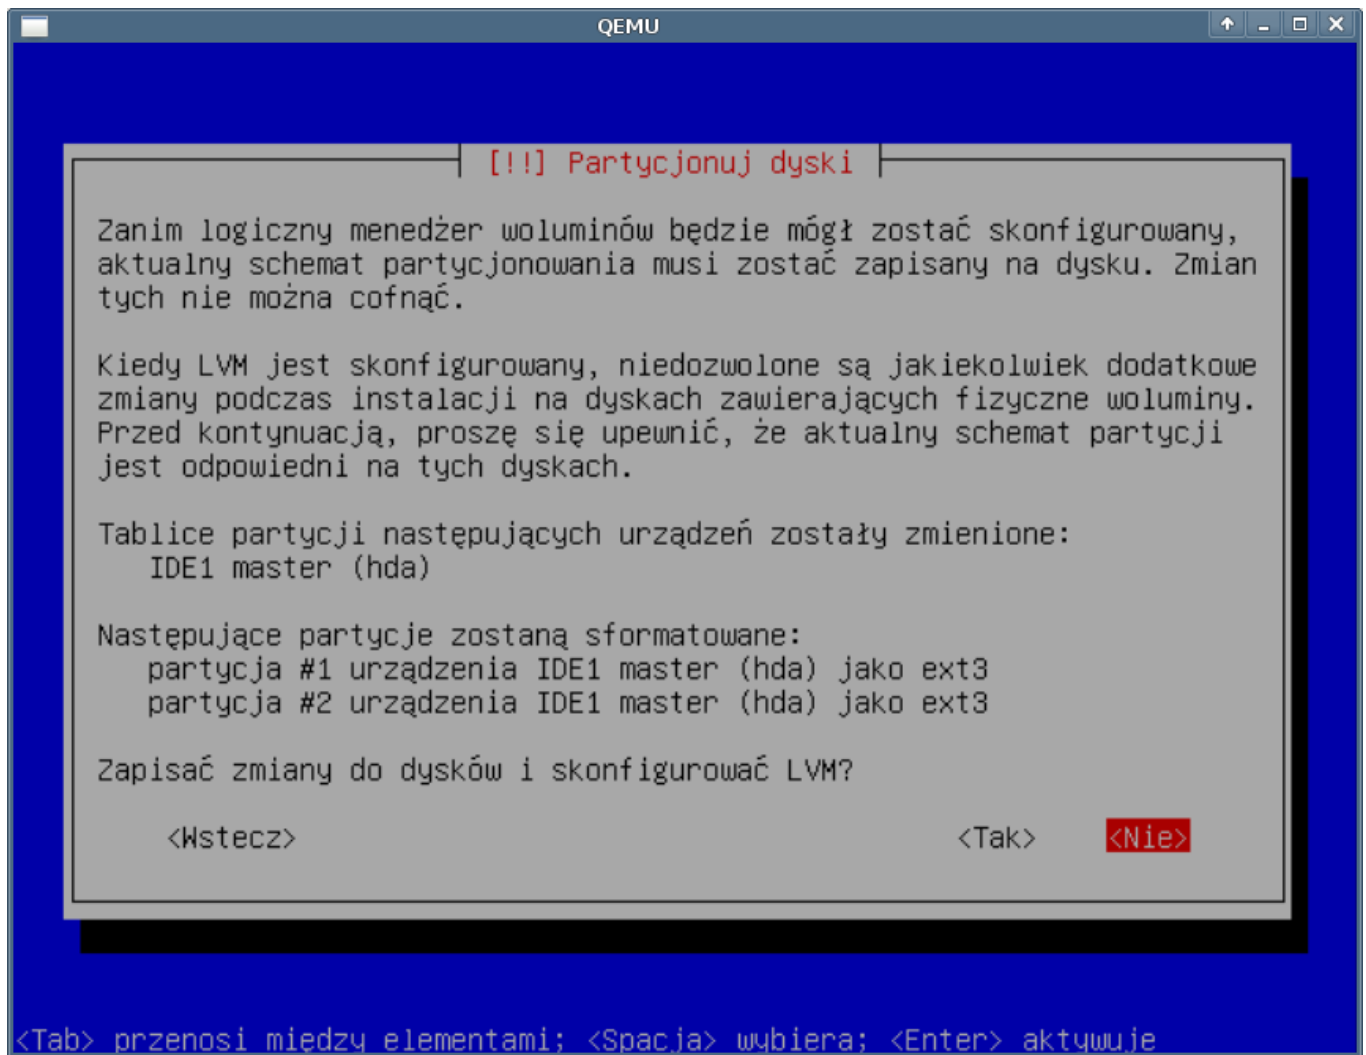 QEMU
[!!] Partycjonuj dyski
Zanim logiczny menedżer woluminów będzie mógł zostać skonfigurowany,
aktualny schemat partycjonowania musi zostać zapisany na dysku. Zmian
tych nie można cofnąć.
Kiedy LVM jest skonfigurowany, niedozwolone są jakiekolwiek dodatkowe
zmiany podczas instalacji na dyskach zawierających fizyczne woluminy.
Przed kontynuacją, proszę się upewnić, że aktualny schemat partycji
jest odpowiedni na tych dyskach.
Tablice partycji następujących urządzeń zostały zmienione:
IDE1 master (hda)
Następujące partycje zostaną sformatowane:
partycja #1 urządzenia IDE1 master (hda) jako ext3
partycja #2 urządzenia IDE1 master (hda) jako ext3
Zapisać zmiany do dysków i skonfigurować LVM?
<Wstecz> <Tak> <Nie>
<Tab> przenosi między elementami; <Spacja> wybiera; <Enter> aktywuje